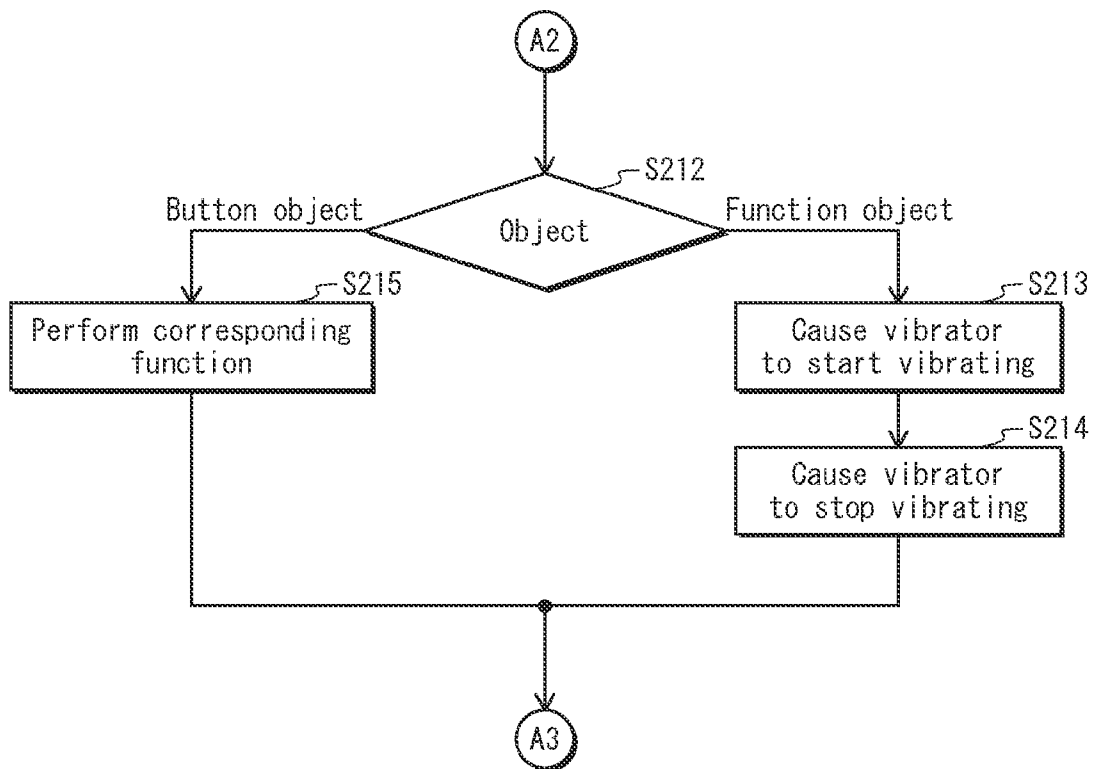 A2
S212
Button object
Function object
Object
S215
S213
Perform corresponding
function
Cause vibrator
to start vibrating
S214
Cause vibrator
to stop vibrating
A3